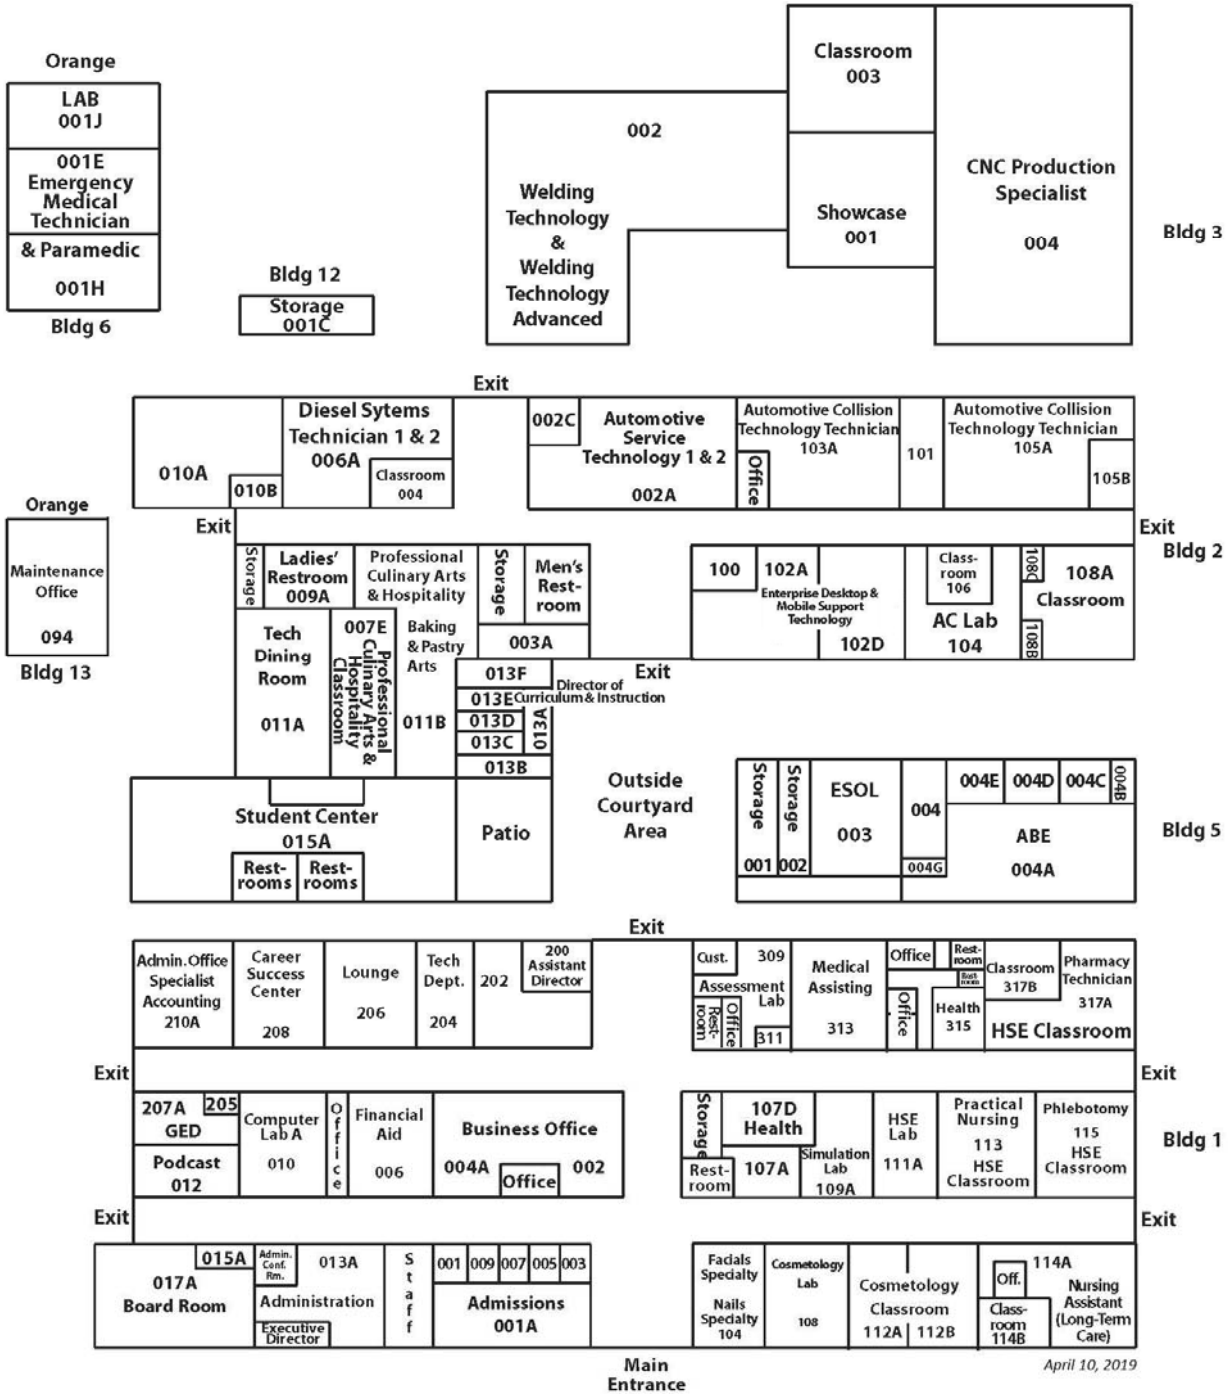 Orange
LAB
001J
001E
Emergency
Medical
Technician
& Paramedic
001H
Bldg 6
Bldg 12
Storage
001C
002
Welding
Technology
&
Welding
Technology
Advanced
Classroom
003
Showcase
001
CNC Production
Specialist
004
Bldg 3
Exit
010A
010B
Diesel Sytems
Technician 1 & 2
006A
Classroom
004
002C
Automotive
Service
Technology 1 & 2
002A
Automotive Collision
Technology Technician
103A
Office
101
Automotive Collision
Technology Technician
105A
105B
Exit
Exit
Bldg 2
Orange
Maintenance
Office
094
Bldg 13
Storage
Ladies'
Restroom
009A
Professional
Culinary Arts
& Hospitality
Storage
Men's
Rest-
room
003A
Tech
Dining
Room
011A
007E
Professional
Culinary Arts &
Hospitality
Classroom
Baking
& Pastry
Arts
011B
013F
013E
013D
013C
013B
013A
Director of
Curriculum & Instruction
Exit
100
102A
Enterprise Desktop &
Mobile Support
Technology
102D
Class-
room
106
AC Lab
104
108C
108A
Classroom
108B
Student Center
015A
Rest-
rooms
Rest-
rooms
Patio
Outside
Courtyard
Area
Storage
001
Storage
002
ESOL
003
004
004G
004E
004D
004C
004B
ABE
004A
Bldg 5
Exit
Admin. Office
Specialist
Accounting
210A
Career
Success
Center
208
Lounge
206
Tech
Dept.
204
202
200
Assistant
Director
Cust.
309
Assessment
Lab
Rest-
room
Office
311
Medical
Assisting
313
Office
Office
Rest-
room
Rest-
room
Health
315
Classroom
317B
Pharmacy
Technician
317A
HSE Classroom
Exit
Exit
207A
205
GED
Podcast
012
Computer
Lab A
010
Office
Financial
Aid
006
Business Office
004A
002
Office
Storage
Rest-
room
107D
Health
107A
Simulation
Lab
109A
HSE
Lab
111A
Practical
Nursing
113
HSE
Classroom
Phlebotomy
115
HSE
Classroom
Bldg 1
Exit
Exit
015A
017A
Board Room
Admin.
Conf.
Rm.
013A
Administration
Executive
Director
Staff
001
009
007
005
003
Admissions
001A
Facials
Specialty
Nails
Specialty
104
Cosmetology
Lab
108
Cosmetology
Classroom
112A
112B
114A
Off.
Class-
room
114B
Nursing
Assistant
(Long-Term
Care)
Main
Entrance
April 10, 2019